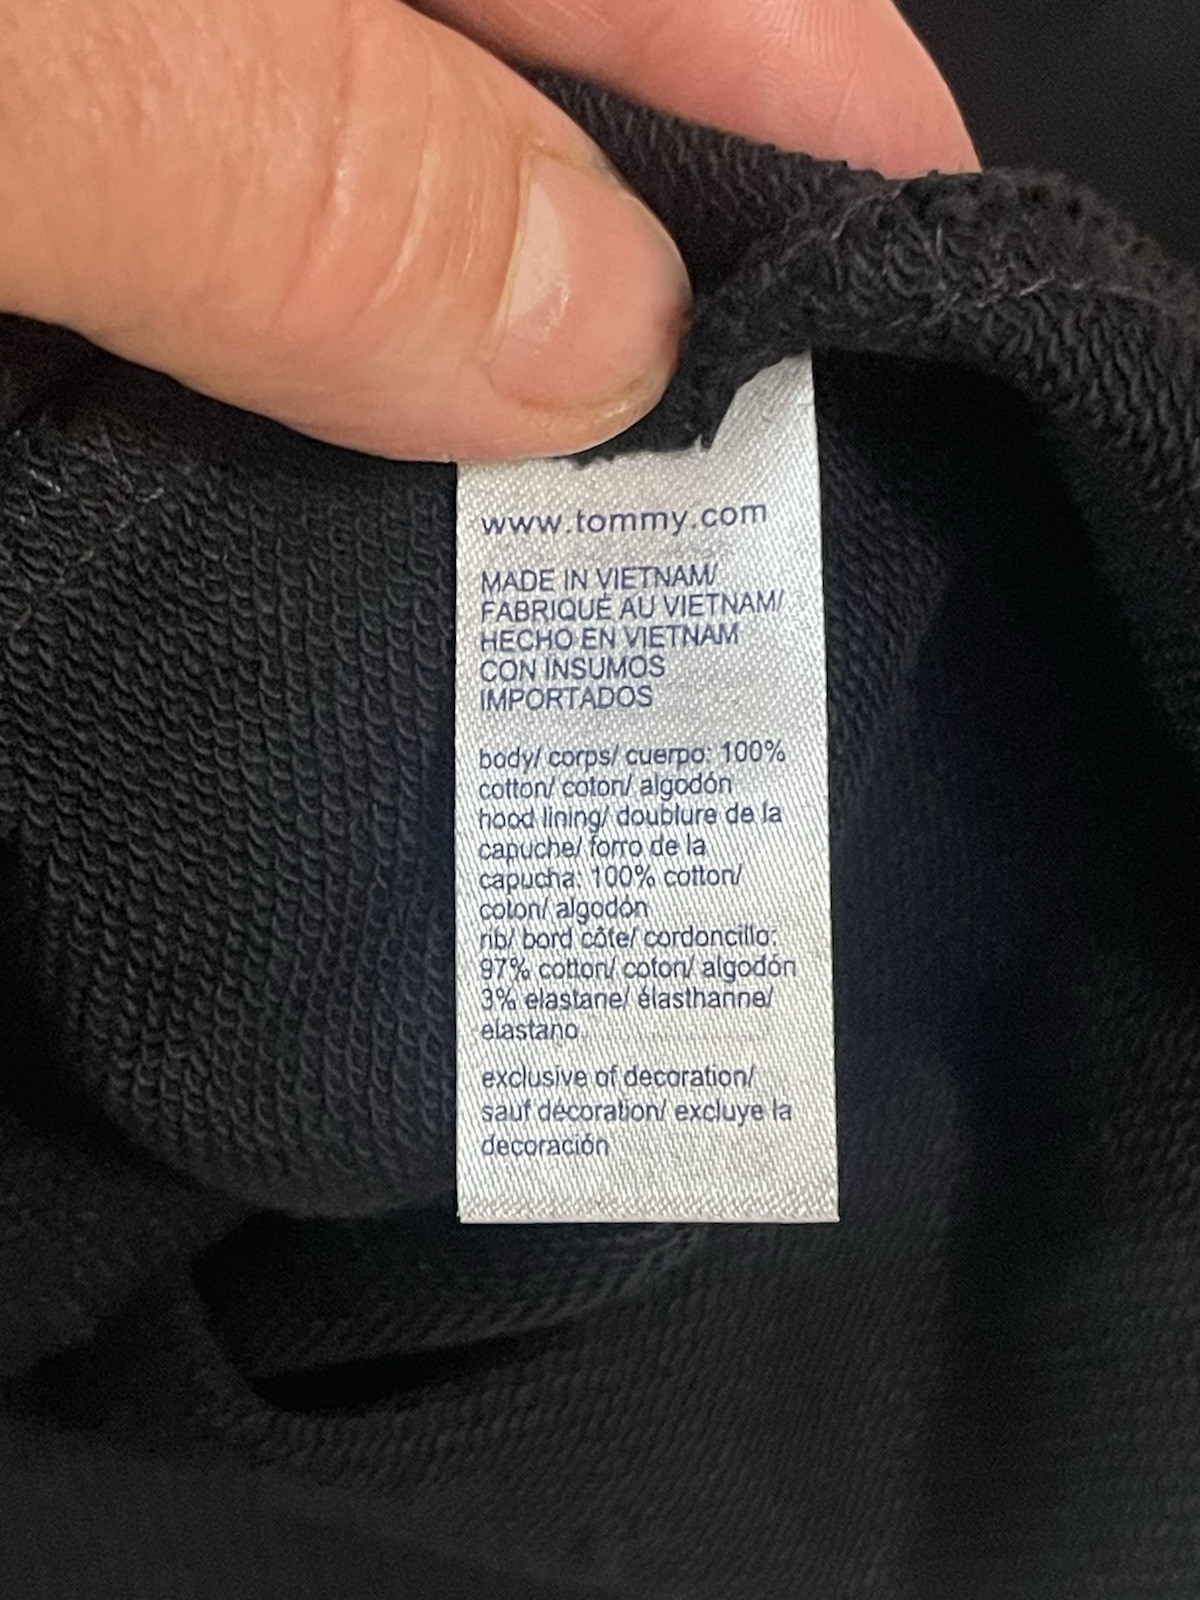 www.tommy.com
MADE IN VIETNAM/
FABRIQUÉ AU VIETNAM/
HECHO EN VIETNAM
CON INSUMOS
IMPORTADOS
body/ corps/ cuerpo: 100%
cotton/ coton/ algodón
hood lining/ doublure de la
capuche/ forro de la
capucha: 100% cotton/
coton/ algodón
rib/ bord côte/ cordoncillo:
97% cotton/ coton/ algodón
3% elastane/ élasthanne/
elastano
exclusive of decoration/
sauf décoration/ excluye la
decoración